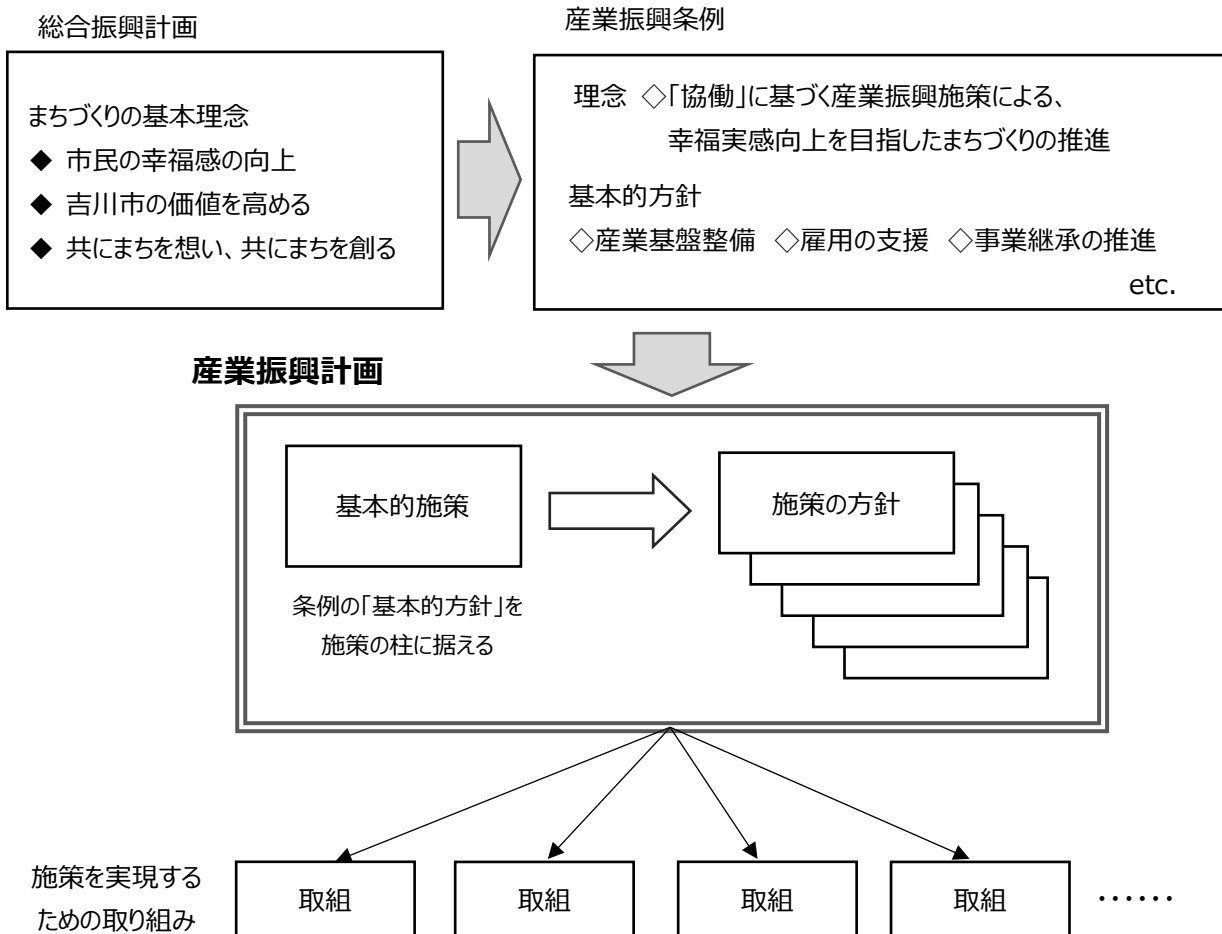 総合振興計画
まちづくりの基本理念
◆ 市民の幸福感の向上
◆ 吉川市の価値を高める
◆ 共にまちを想い、共にまちを創る
産業振興条例
理念 ◇「協働」に基づく産業振興施策による、
幸福実感向上を目指したまちづくりの推進
基本的方針
◇産業基盤整備 ◇雇用の支援 ◇事業継承の推進
etc.
産業振興計画
基本的施策
施策の方針
条例の「基本的方針」を
施策の柱に据える
施策を実現する
ための取り組み
取組
取組
取組
取組
・・・・・・